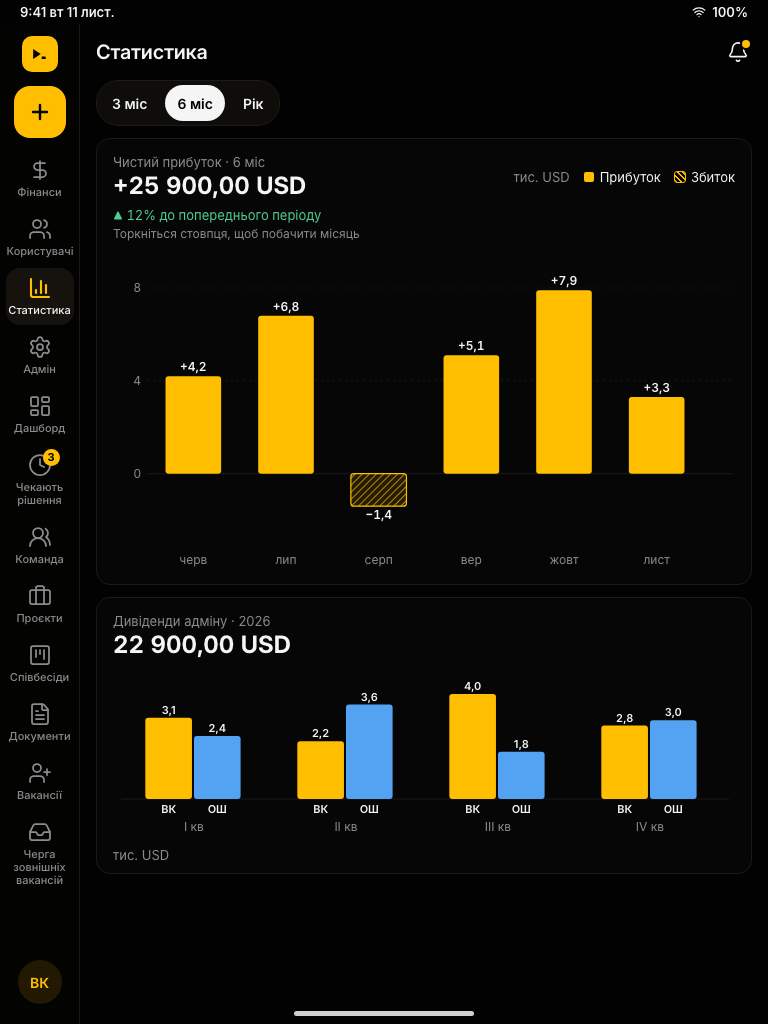 9:41 вт 11 лист.
100%
Статистика
3 міс
6 міс
Рік
Фінанси
Користувачі
Статистика
Адмін
Дашборд
3
Чекають
рішення
Команда
Проєкти
Співбесіди
Документи
Вакансії
Черга
зовнішніх
вакансій
ВК
Чистий прибуток · 6 міс
+25 900,00 USD
▲ 12% до попереднього періоду
Торкніться стовпця, щоб побачити місяць
тис. USD
Прибуток
Збиток
8
4
0
+4,2
+6,8
−1,4
+5,1
+7,9
+3,3
черв
лип
серп
вер
жовт
лист
Дивіденди адміну · 2026
22 900,00 USD
3,1
2,4
2,2
3,6
4,0
1,8
2,8
3,0
ВК
ОШ
ВК
ОШ
ВК
ОШ
ВК
ОШ
I кв
II кв
III кв
IV кв
тис. USD